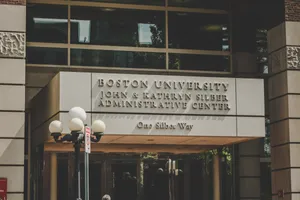 BOSTON UNIVERSITY
JOHN & KATHRYN SILBER
ADMINISTRATIVE CENTER
One Silber Way